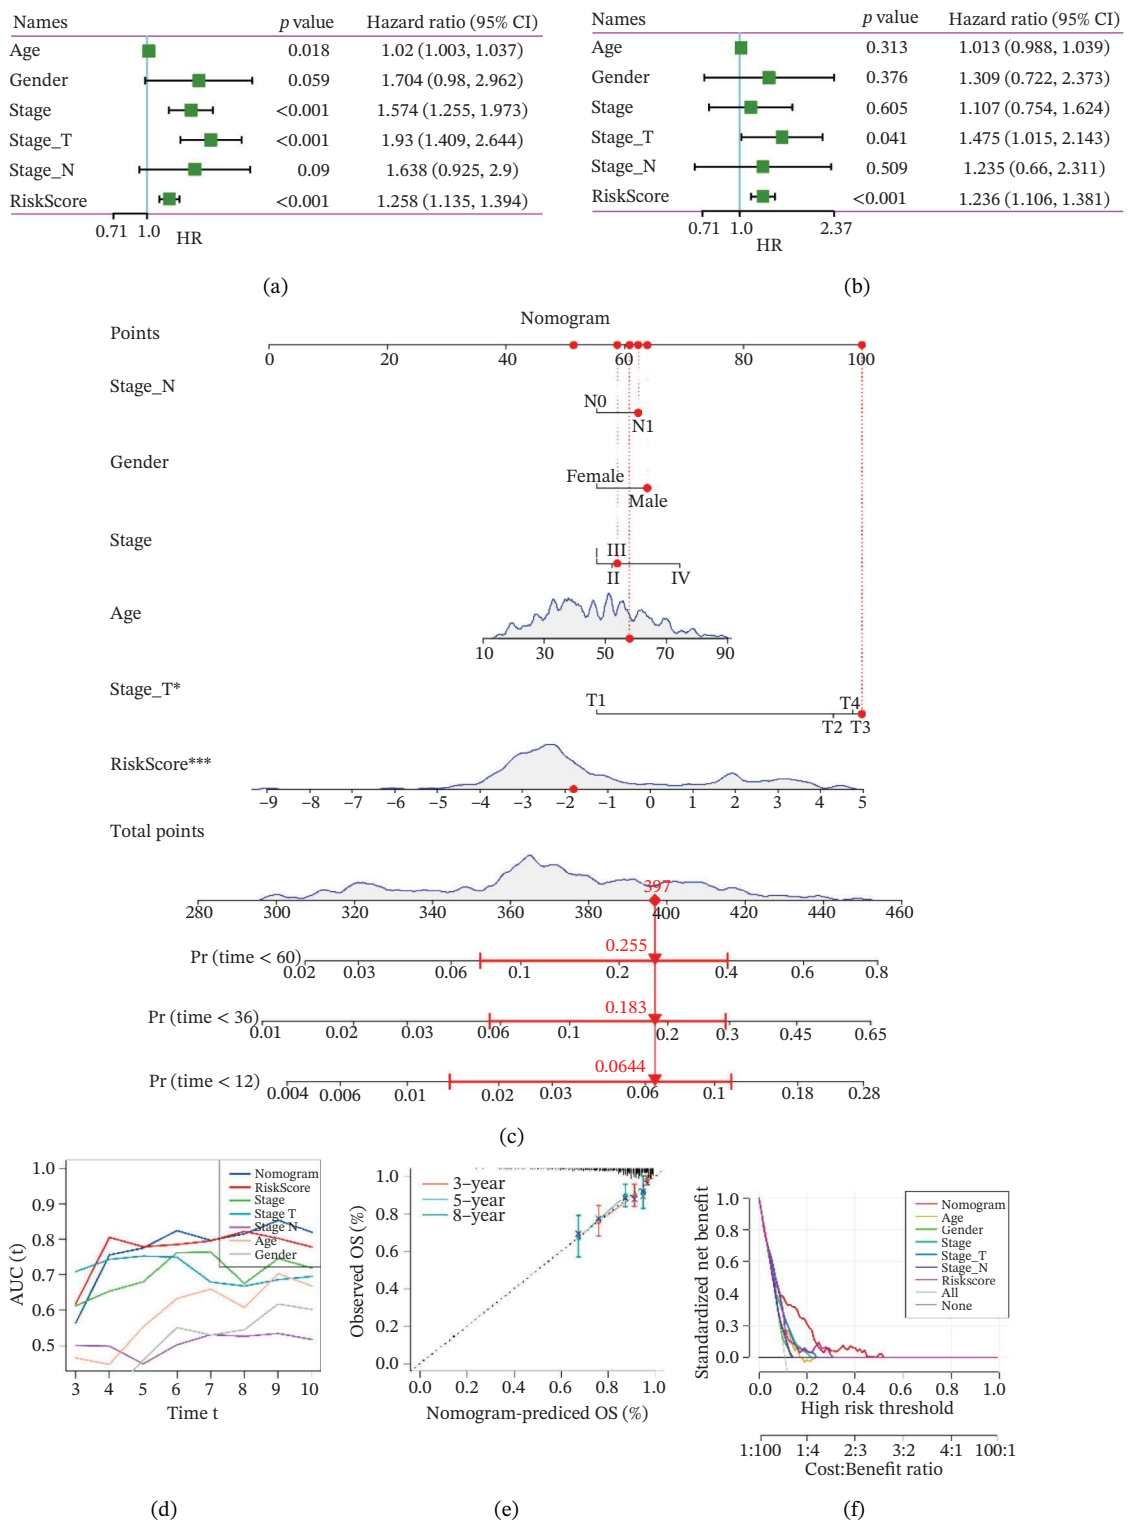 Names p value Hazard ratio (95% CI)
Age 0.018 1.02 (1.003, 1.037)
Gender 0.059 1.704 (0.98, 2.962)
Stage <0.001 1.574 (1.255, 1.973)
Stage_T <0.001 1.93 (1.409, 2.644)
Stage_N 0.09 1.638 (0.925, 2.9)
RiskScore <0.001 1.258 (1.135, 1.394)
0.71 1.0
HR
(a)
Names p value Hazard ratio (95% CI)
Age 0.313 1.013 (0.988, 1.039)
Gender 0.376 1.309 (0.722, 2.373)
Stage 0.605 1.107 (0.754, 1.624)
Stage_T 0.041 1.475 (1.015, 2.143)
Stage_N 0.509 1.235 (0.66, 2.311)
RiskScore <0.001 1.236 (1.106, 1.381)
0.71 1.0 2.37
HR
(b)
Nomogram
Points
0 20 40 60 80 100
Stage_N
N0
N1
Gender
Female
Male
Stage
III
II IV
Age
10 30 50 70 90
Stage_T*
T1 T4
T2 T3
RiskScore***
−9 −8 −7 −6 −5 −4 −3 −2 −1 0 1 2 3 4 5
Total points
397
280 300 320 340 360 380 400 420 440 460
0.255
Pr (time < 60)
0.02 0.03 0.06 0.1 0.2 0.4 0.6 0.8
0.183
Pr (time < 36)
0.01 0.02 0.03 0.06 0.1 0.2 0.3 0.45 0.65
0.0644
Pr (time < 12)
0.004 0.006 0.01 0.02 0.03 0.06 0.1 0.18 0.28
(c)
AUC (t)
1.0
0.9
0.8
0.7
0.6
0.5
3 4 5 6 7 8 9 10
Time t
Nomogram
RiskScore
Stage
Stage T
Stage N
Age
Gender
(d)
Observed OS (%)
1.0
0.8
0.6
0.4
0.2
0.0
3−year
5−year
8−year
0.0 0.2 0.4 0.6 0.8 1.0
Nomogram-prediced OS (%)
(e)
Standardized net benefit
1.0
0.8
0.6
0.4
0.3
0.0
Nomogram
Age
Gender
Stage
Stage_T
Stage_N
Riskscore
All
None
0.0 0.2 0.4 0.6 0.8 1.0
High risk threshold
1:100 1:4 2:3 3:2 4:1 100:1
Cost:Benefit ratio
(f)